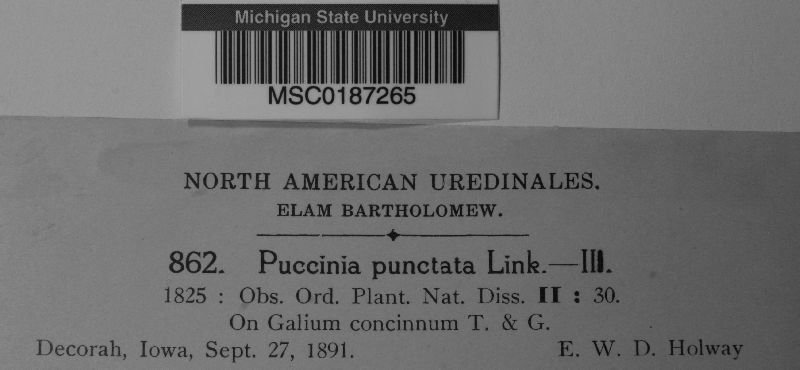 Michigan State University
MSC0187265
NORTH AMERICAN UREDINALES.
ELAM BARTHOLOMEW.
862. Puccinia punctata Link.—III.
1825 : Obs. Ord. Plant. Nat. Diss. II : 30.
On Galium concinnum T. & G.
Decorah, Iowa, Sept. 27, 1891. E. W. D. Holway